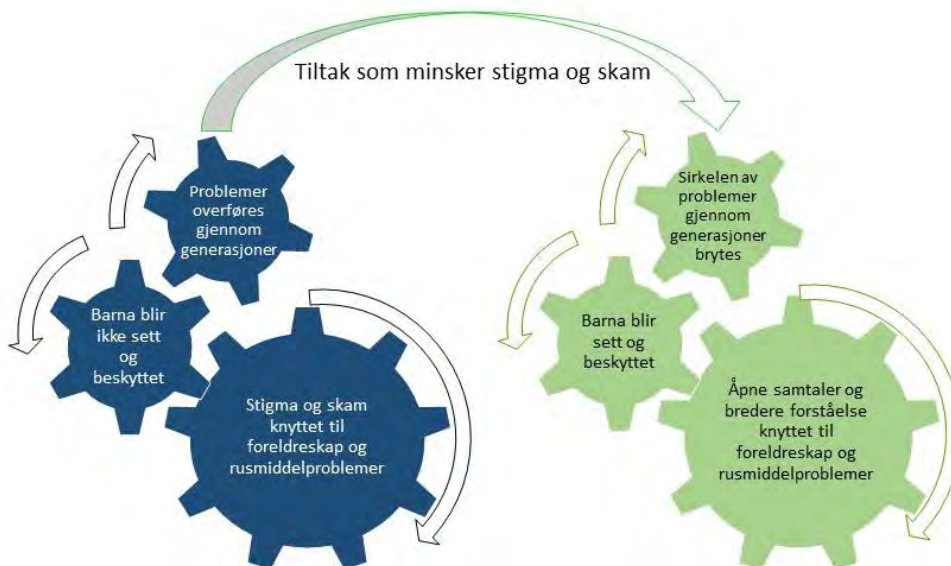 Tiltak som minsker stigma og skam
Problemer
overføres
gjennom
generasjoner
Barna blir
ikke sett
og
beskyttet
Stigma og skam
knyttet til
foreldreskap og
rusmiddelproblemer
Sirkelen av
problemer
gjennom
generasjoner
brytes
Barna blir
sett og
beskyttet
Åpne samtaler og
bredere forståelse
knyttet til
foreldreskap og
rusmiddelproblemer